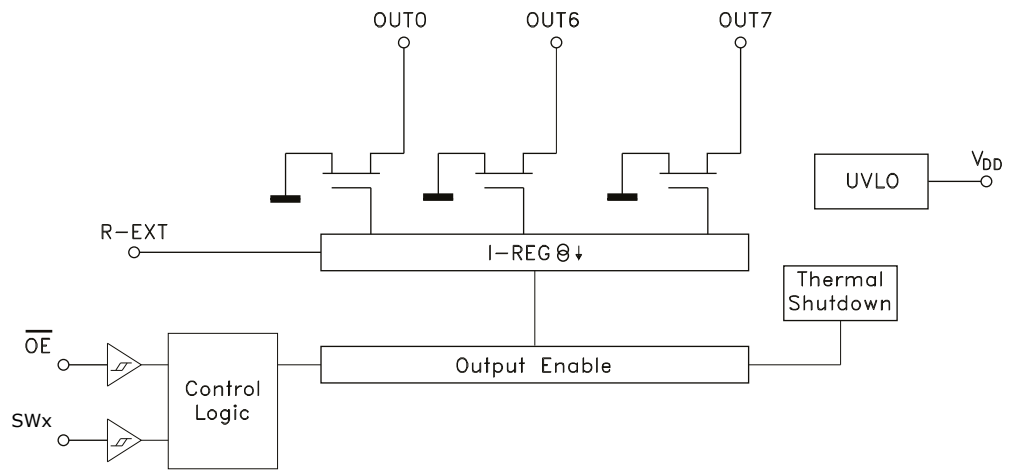 OUT0 OUT6 OUT7
UVLO
VDD
R-EXT
I-REG
Thermal
Shutdown
OE
Output Enable
Control
Logic
SWx